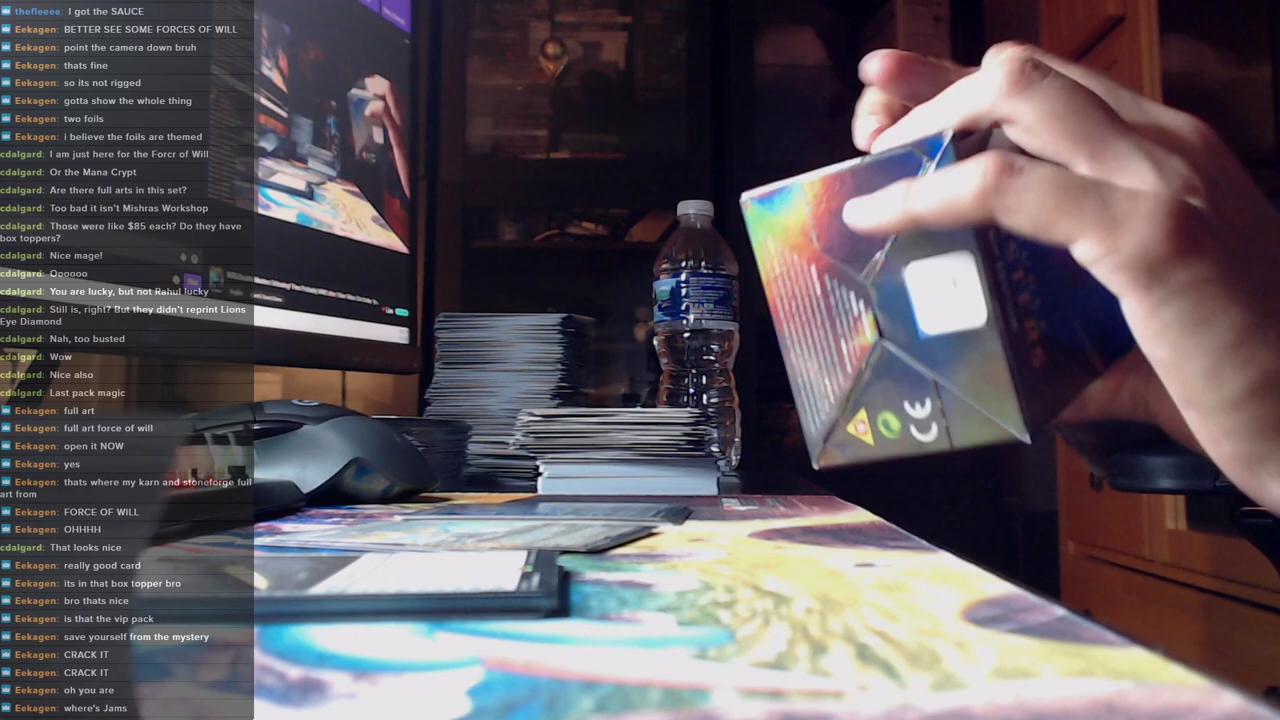 thefleeee: I got the SAUCE
Eekagen: BETTER SEE SOME FORCES OF WILL
Eekagen: point the camera down bruh
Eekagen: thats fine
Eekagen: so its not rigged
Eekagen: gotta show the whole thing
Eekagen: two foils
Eekagen: i believe the foils are themed
cdalgard: I am just here for the Forcr of Will
cdalgard: Or the Mana Crypt
cdalgard: Are there full arts in this set?
cdalgard: Too bad it isn't Mishras Workshop
cdalgard: Those were like $85 each? Do they have
box toppers?
cdalgard: Nice mage!
cdalgard: Oooooo
cdalgard: You are lucky, but not Rahul lucky
cdalgard: Still is, right? But they didn't reprint Lions
Eye Diamond
cdalgard: Nah, too busted
cdalgard: Wow
cdalgard: Nice also
cdalgard: Last pack magic
Eekagen: full art
Eekagen: full art force of will
Eekagen: open it NOW
Eekagen: yes
Eekagen: thats where my karn and stoneforge full
art from
Eekagen: FORCE OF WILL
Eekagen: OHHHH
cdalgard: That looks nice
Eekagen: really good card
Eekagen: its in that box topper bro
Eekagen: bro thats nice
Eekagen: is that the vip pack
Eekagen: save yourself from the mystery
Eekagen: CRACK IT
Eekagen: CRACK IT
Eekagen: oh you are
Eekagen: where's Jams
CE